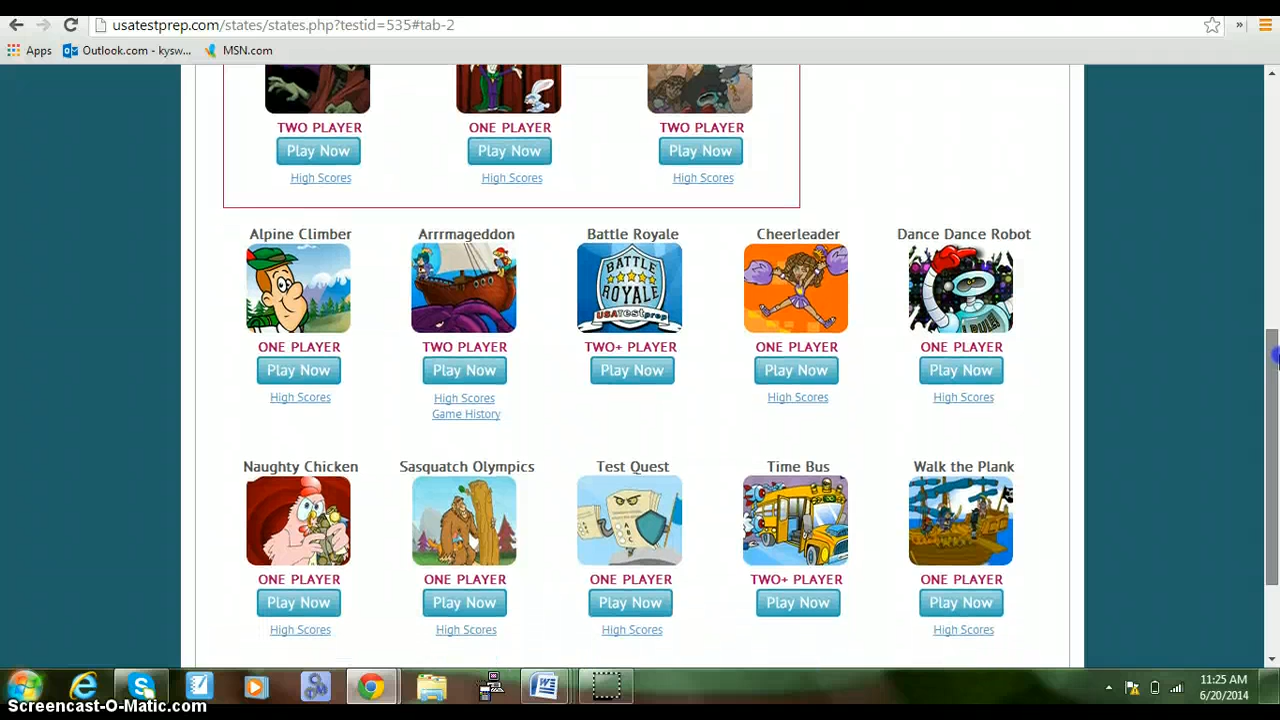 usatestprep.com/states/states.php?testid=535#tab-2
Apps Outlook.com - kysw... MSN.com
TWO PLAYER ONE PLAYER TWO PLAYER
Play Now Play Now Play Now
High Scores High Scores High Scores
Alpine Climber Arrrmageddon Battle Royale Cheerleader Dance Dance Robot
BATTLE
ROYALE
USATestprep
I RULE!
ONE PLAYER TWO PLAYER TWO+ PLAYER ONE PLAYER ONE PLAYER
Play Now Play Now Play Now Play Now Play Now
High Scores High Scores High Scores High Scores
Game History
Naughty Chicken Sasquatch Olympics Test Quest Time Bus Walk the Plank
ONE PLAYER ONE PLAYER ONE PLAYER TWO+ PLAYER ONE PLAYER
Play Now Play Now Play Now Play Now Play Now
High Scores High Scores High Scores High Scores
11:25 AM
6/20/2014
Screencast-O-Matic.com